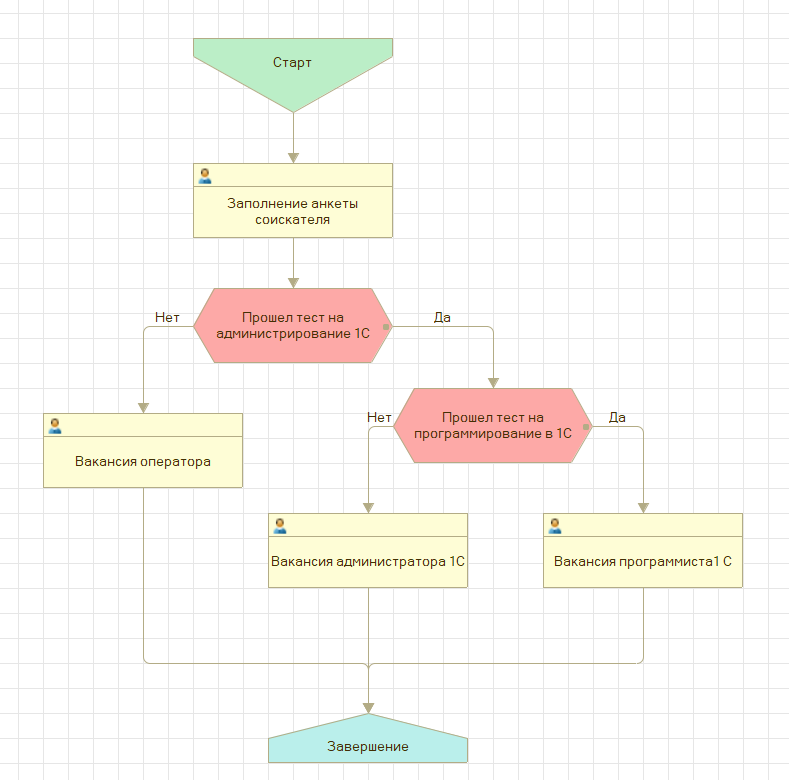 Старт
Заполнение анкеты
соискателя
Прошел тест на
администрирование 1С
Нет
Да
Прошел тест на
программирование в 1С
Нет
Да
Вакансия оператора
Вакансия администратора 1С
Вакансия программиста1 С
Завершение